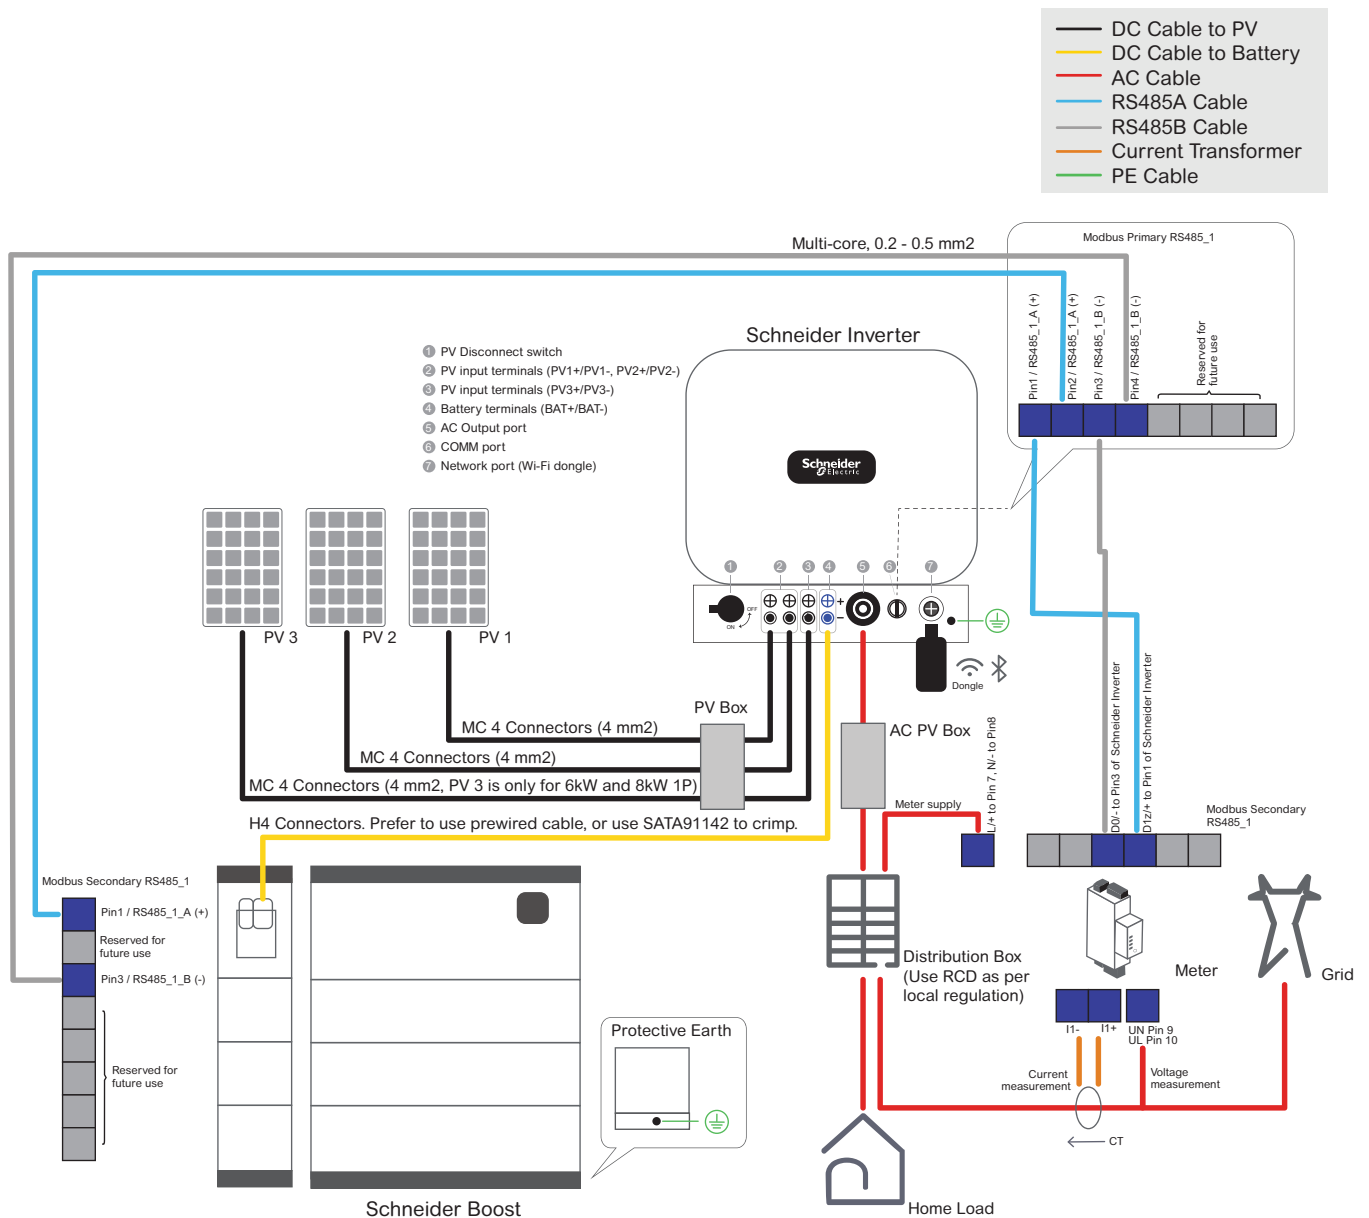 DC Cable to PV
DC Cable to Battery
AC Cable
RS485A Cable
RS485B Cable
Current Transformer
PE Cable
Multi-core, 0.2 - 0.5 mm2
Modbus Primary RS485_1
Pin1 / RS485_1_A (+)
Pin2 / RS485_1_A (+)
Pin3 / RS485_1_B (-)
Pin4 / RS485_1_B (-)
Reserved for
future use
Schneider Inverter
1 PV Disconnect switch
2 PV input terminals (PV1+/PV1-, PV2+/PV2-)
3 PV input terminals (PV3+/PV3-)
4 Battery terminals (BAT+/BAT-)
5 AC Output port
6 COMM port
7 Network port (Wi-Fi dongle)
Schneider
Electric
1 2 3 4 5 6 7
OFF
ON
+
-
Dongle
PV 3
PV 2
PV 1
PV Box
MC 4 Connectors (4 mm2)
MC 4 Connectors (4 mm2)
MC 4 Connectors (4 mm2, PV 3 is only for 6kW and 8kW 1P)
H4 Connectors. Prefer to use prewired cable, or use SATA91142 to crimp.
AC PV Box
Meter supply
L/+ to Pin 7, N/- to Pin8
D0/- to Pin3 of Schneider Inverter
D1z/+ to Pin1 of Schneider Inverter
Modbus Secondary
RS485_1
Modbus Secondary RS485_1
Pin1 / RS485_1_A (+)
Reserved for
future use
Pin3 / RS485_1_B (-)
Reserved for
future use
Distribution Box
(Use RCD as per
local regulation)
Meter
Grid
I1-
I1+
UN Pin 9
UL Pin 10
Current
measurement
Voltage
measurement
CT
Protective Earth
Schneider Boost
Home Load